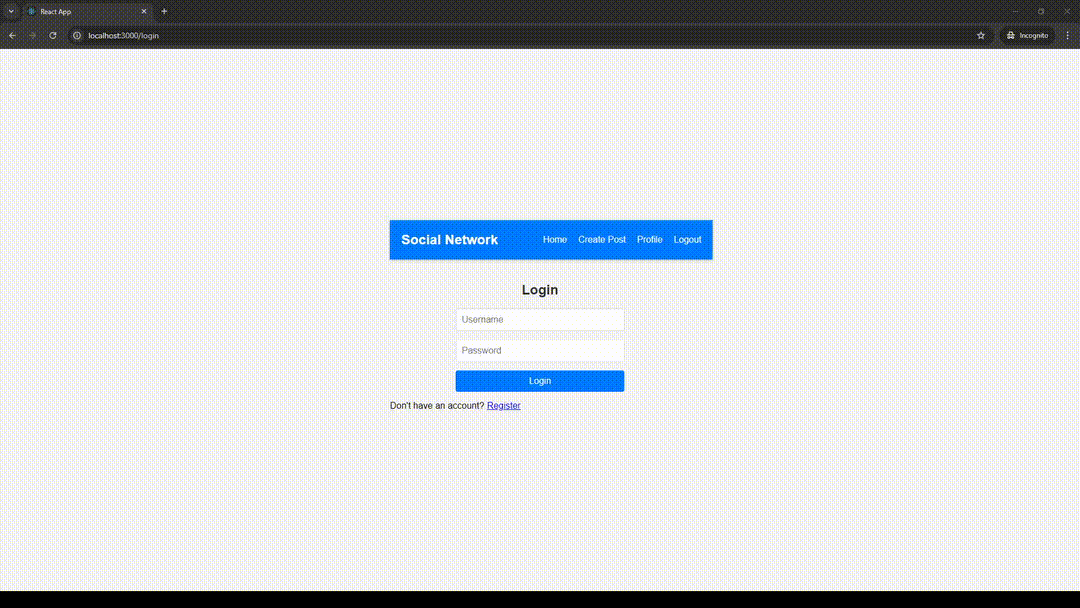 React App
localhost:3000/login
Incognito
Social Network Home Create Post Profile Logout
Login
Username
Password
Login
Don't have an account? Register